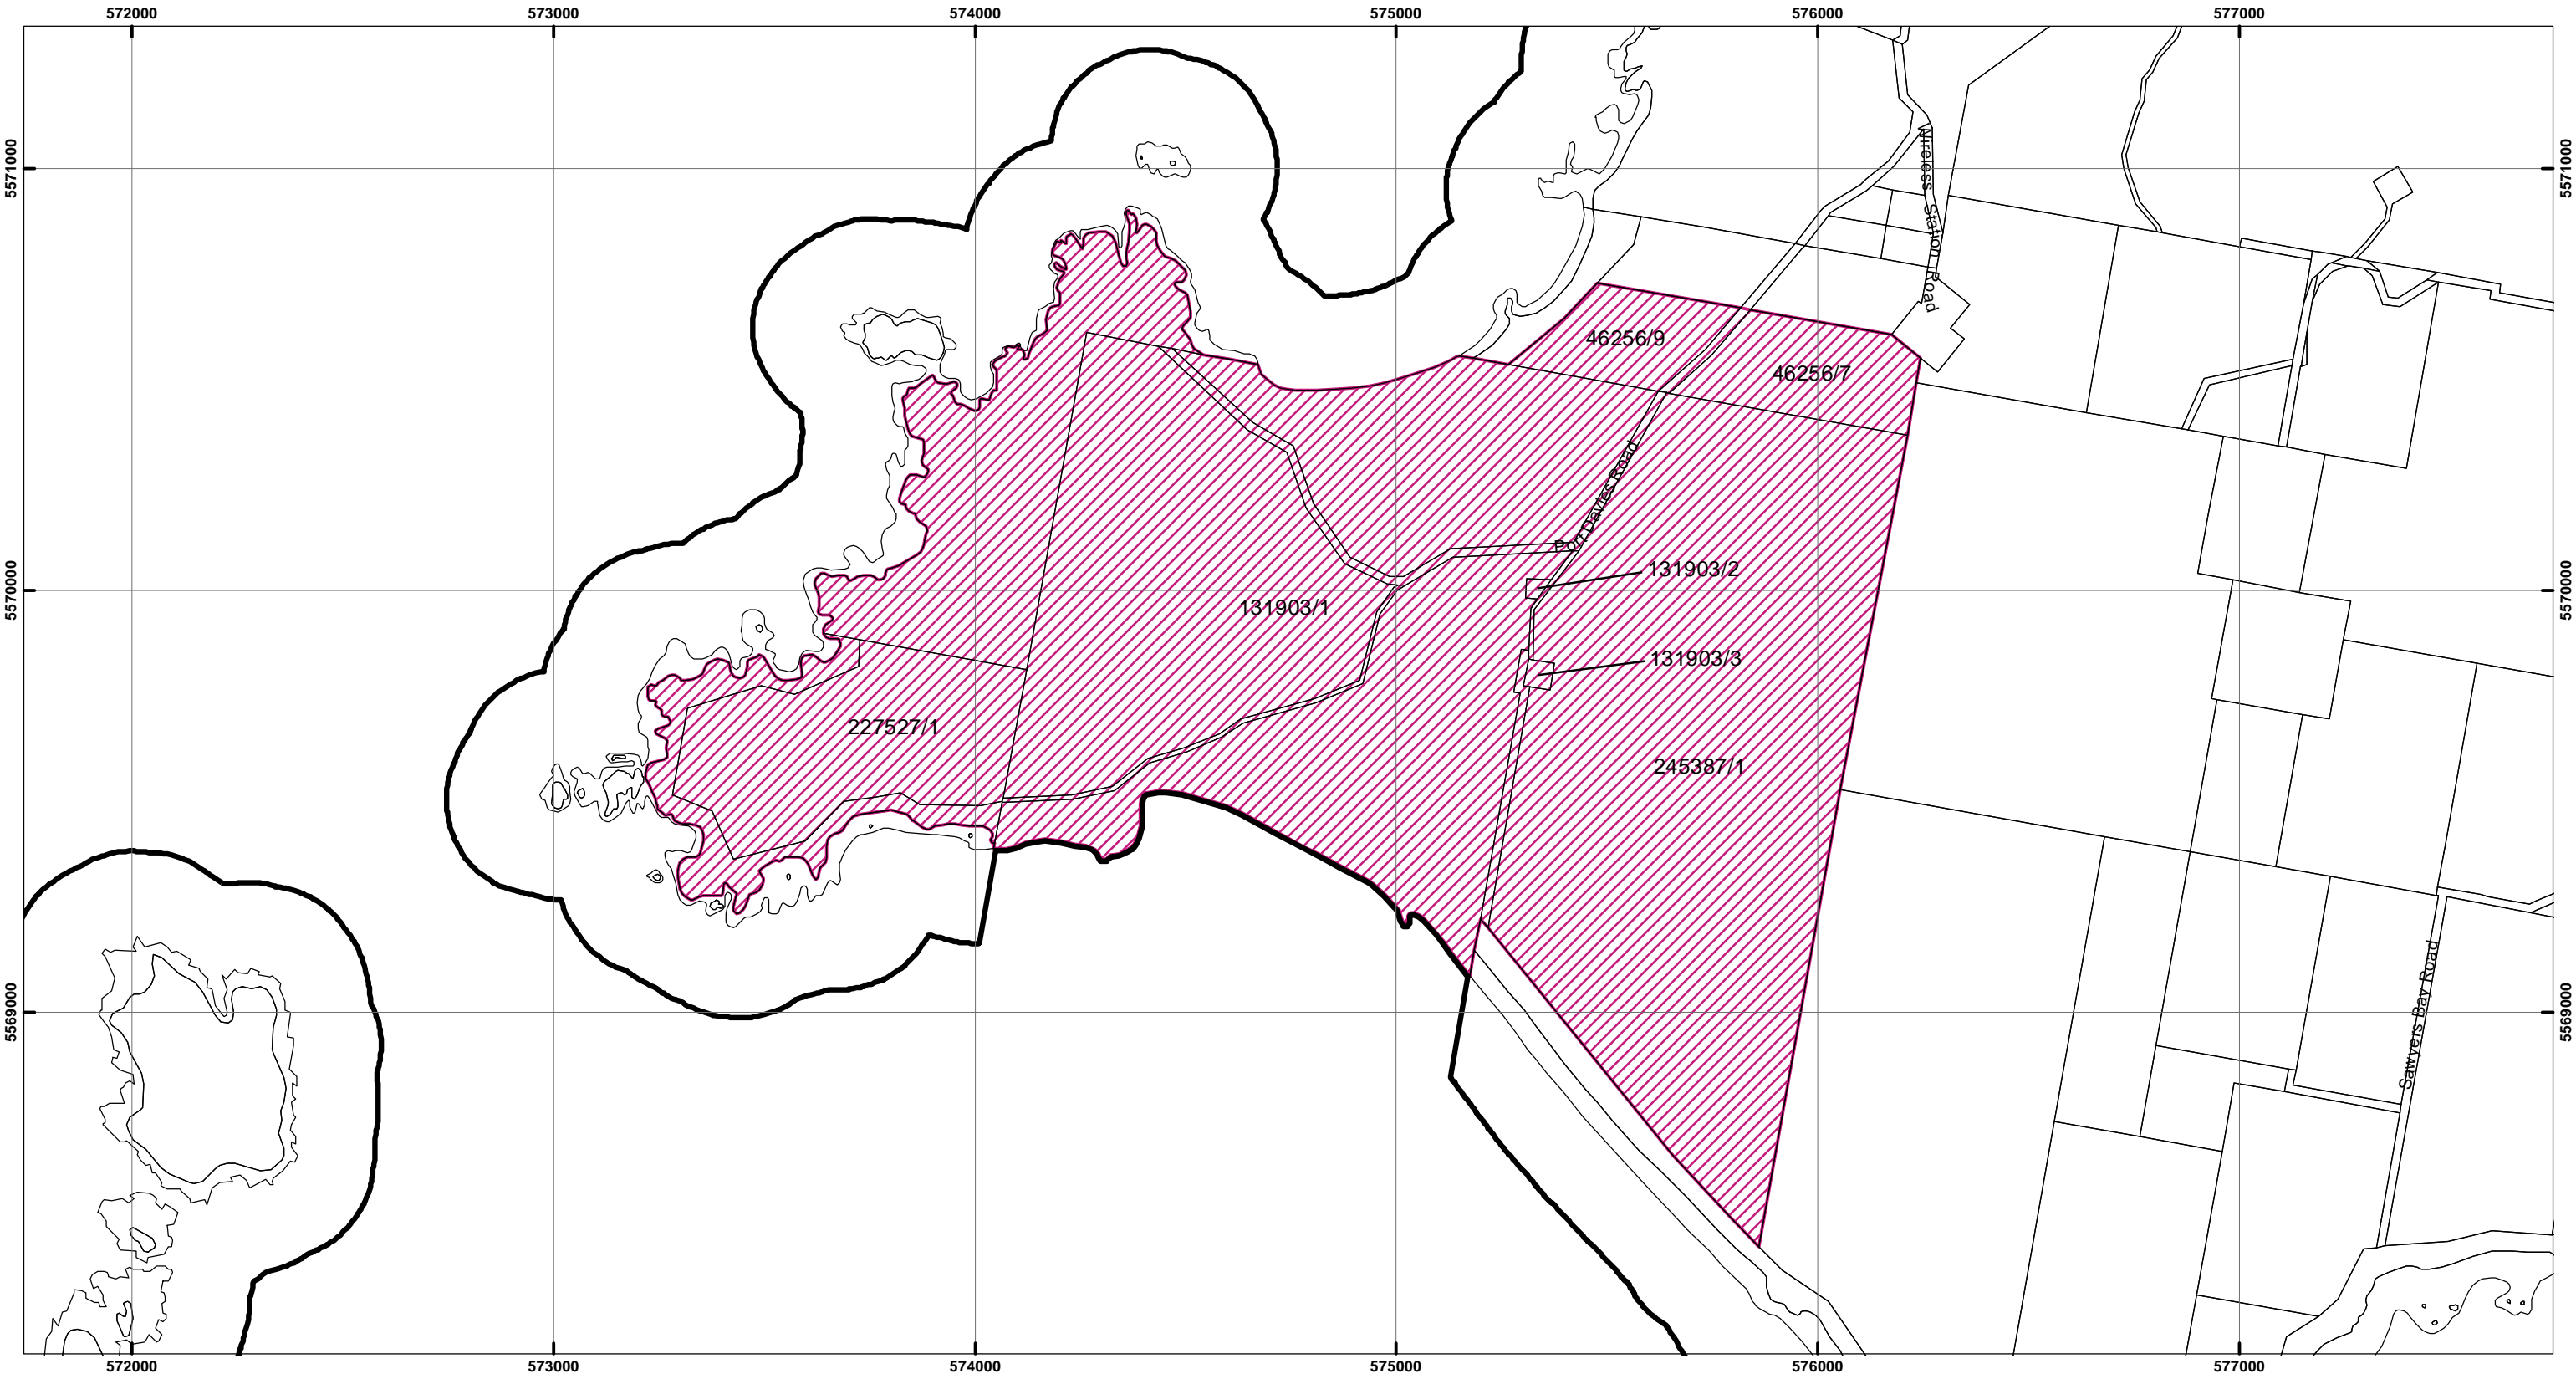 572000 573000 574000 575000 576000 577000
5571000 5571000
Nireless Station Road
46256/9
46256/7
Port Davies Road
131903/2
5570000 5570000
131903/1
131903/3
227527/1
245387/1
5569000 5569000
Sawyers Bay Road
572000 573000 574000 575000 576000 577000